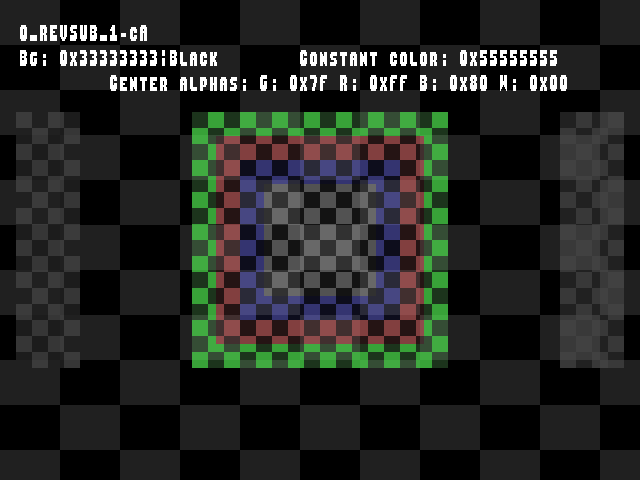 0_REVSUB_1-cA
Bg: 0x33333333¦Black Constant color: 0x55555555
Center alphas: G: 0x7f R: 0xff B: 0x80 W: 0x00